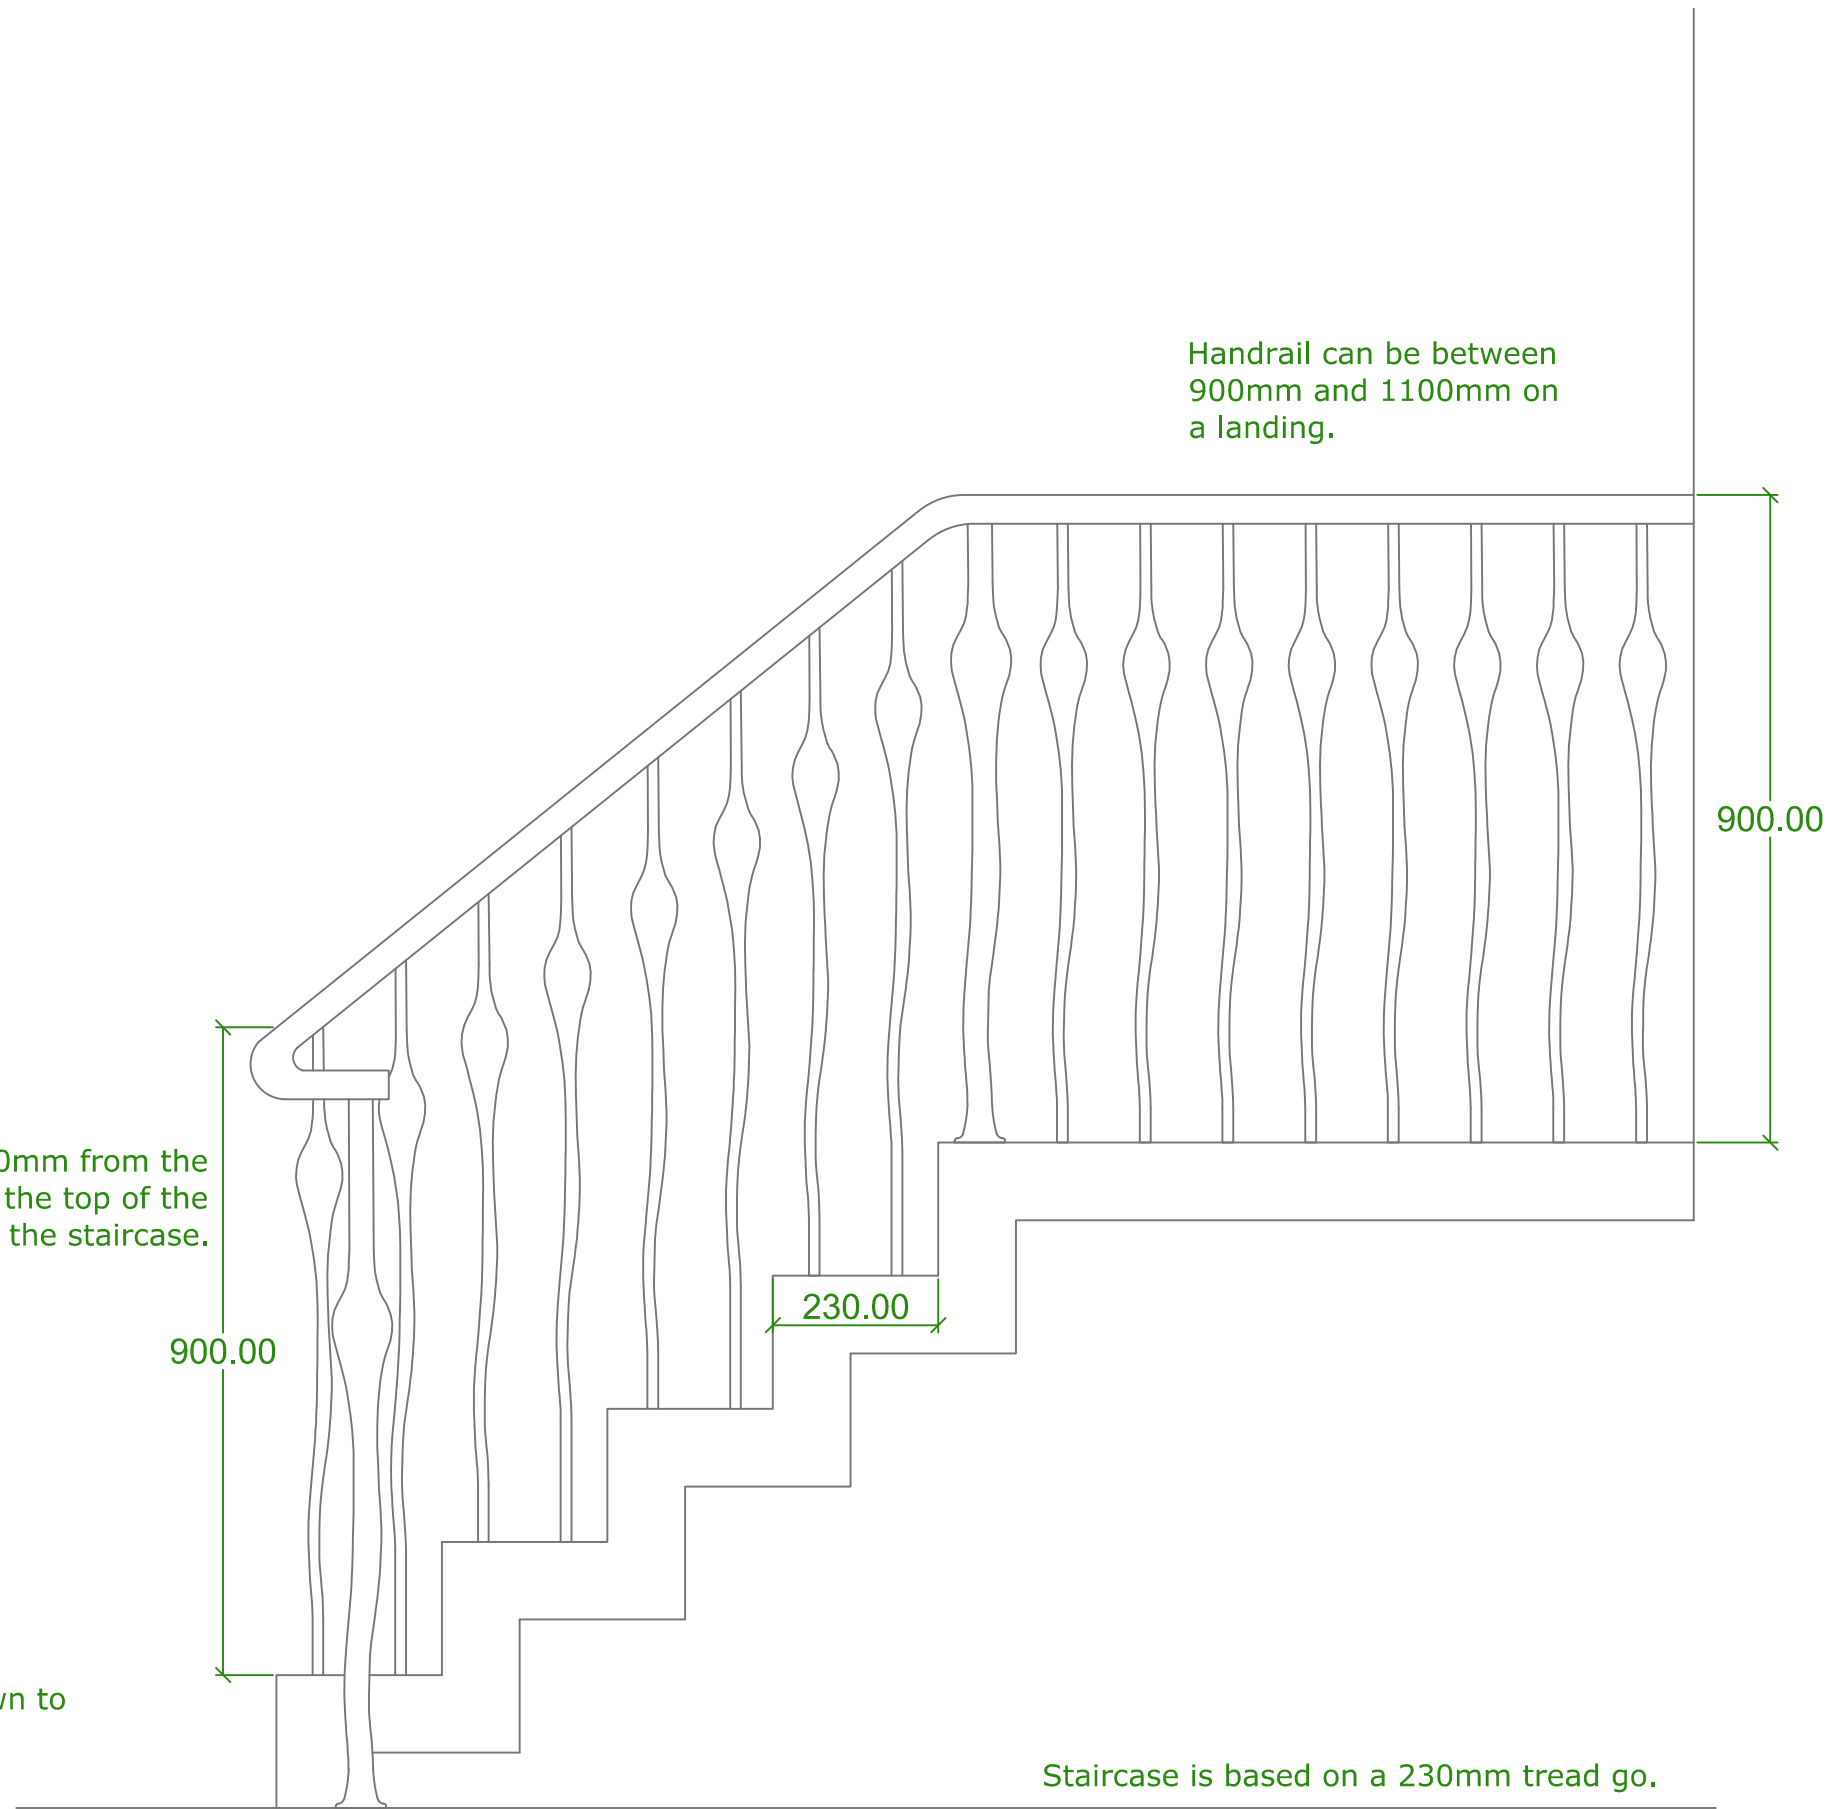 Handrail can be between
900mm and 1100mm on
a landing.
900.00
0mm from the
the top of the
the staircase.
230.00
900.00
to
Staircase is based on a 230mm tread go.